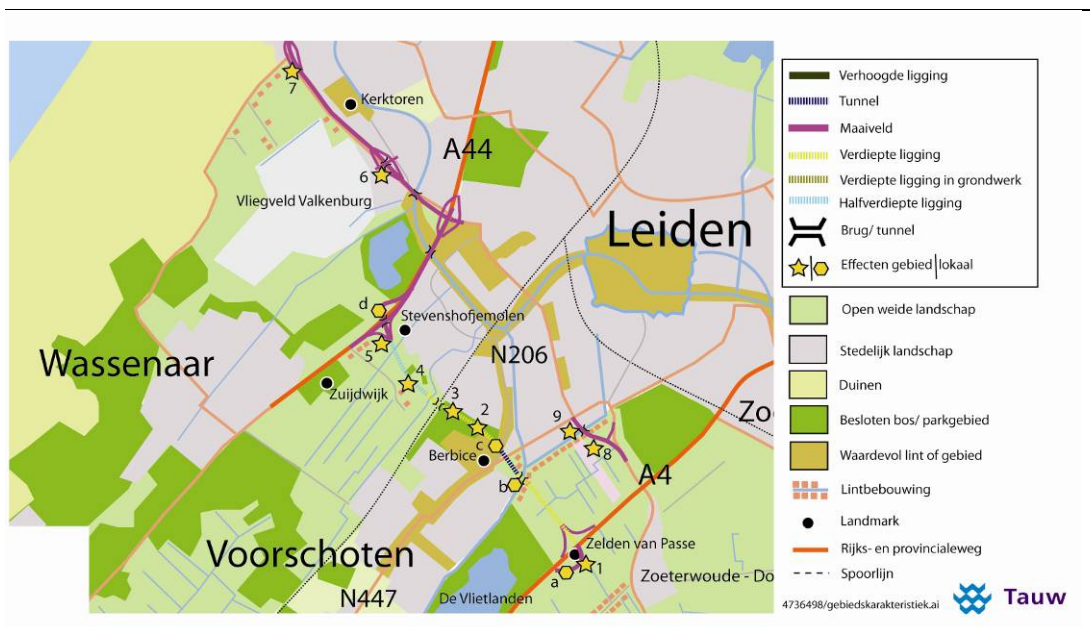 7
Kerktoren
A44
6
Vliegveld Valkenburg
Leiden
d
Stevenshofjemolen
5
Wassenaar
N206
4
Zuijdwijk
3
2
9
Zo
c
8
Berbice
A4
b
Voorschoten
Zelden van Passe
1
a
Zoeterwoude - Do
N447
De Vlietlanden
Verhoogde ligging
Tunnel
Maaiveld
Verdiepte ligging
Verdiepte ligging in grondwerk
Halfverdiepte ligging
Brug/ tunnel
Effecten gebied lokaal
Open weide landschap
Stedelijk landschap
Duinen
Besloten bos/ parkgebied
Waardevol lint of gebied
Lintbebouwing
Landmark
Rijks- en provincialeweg
Spoorlijn
4736498/gebiedskarakteristiek.ai
Tauw